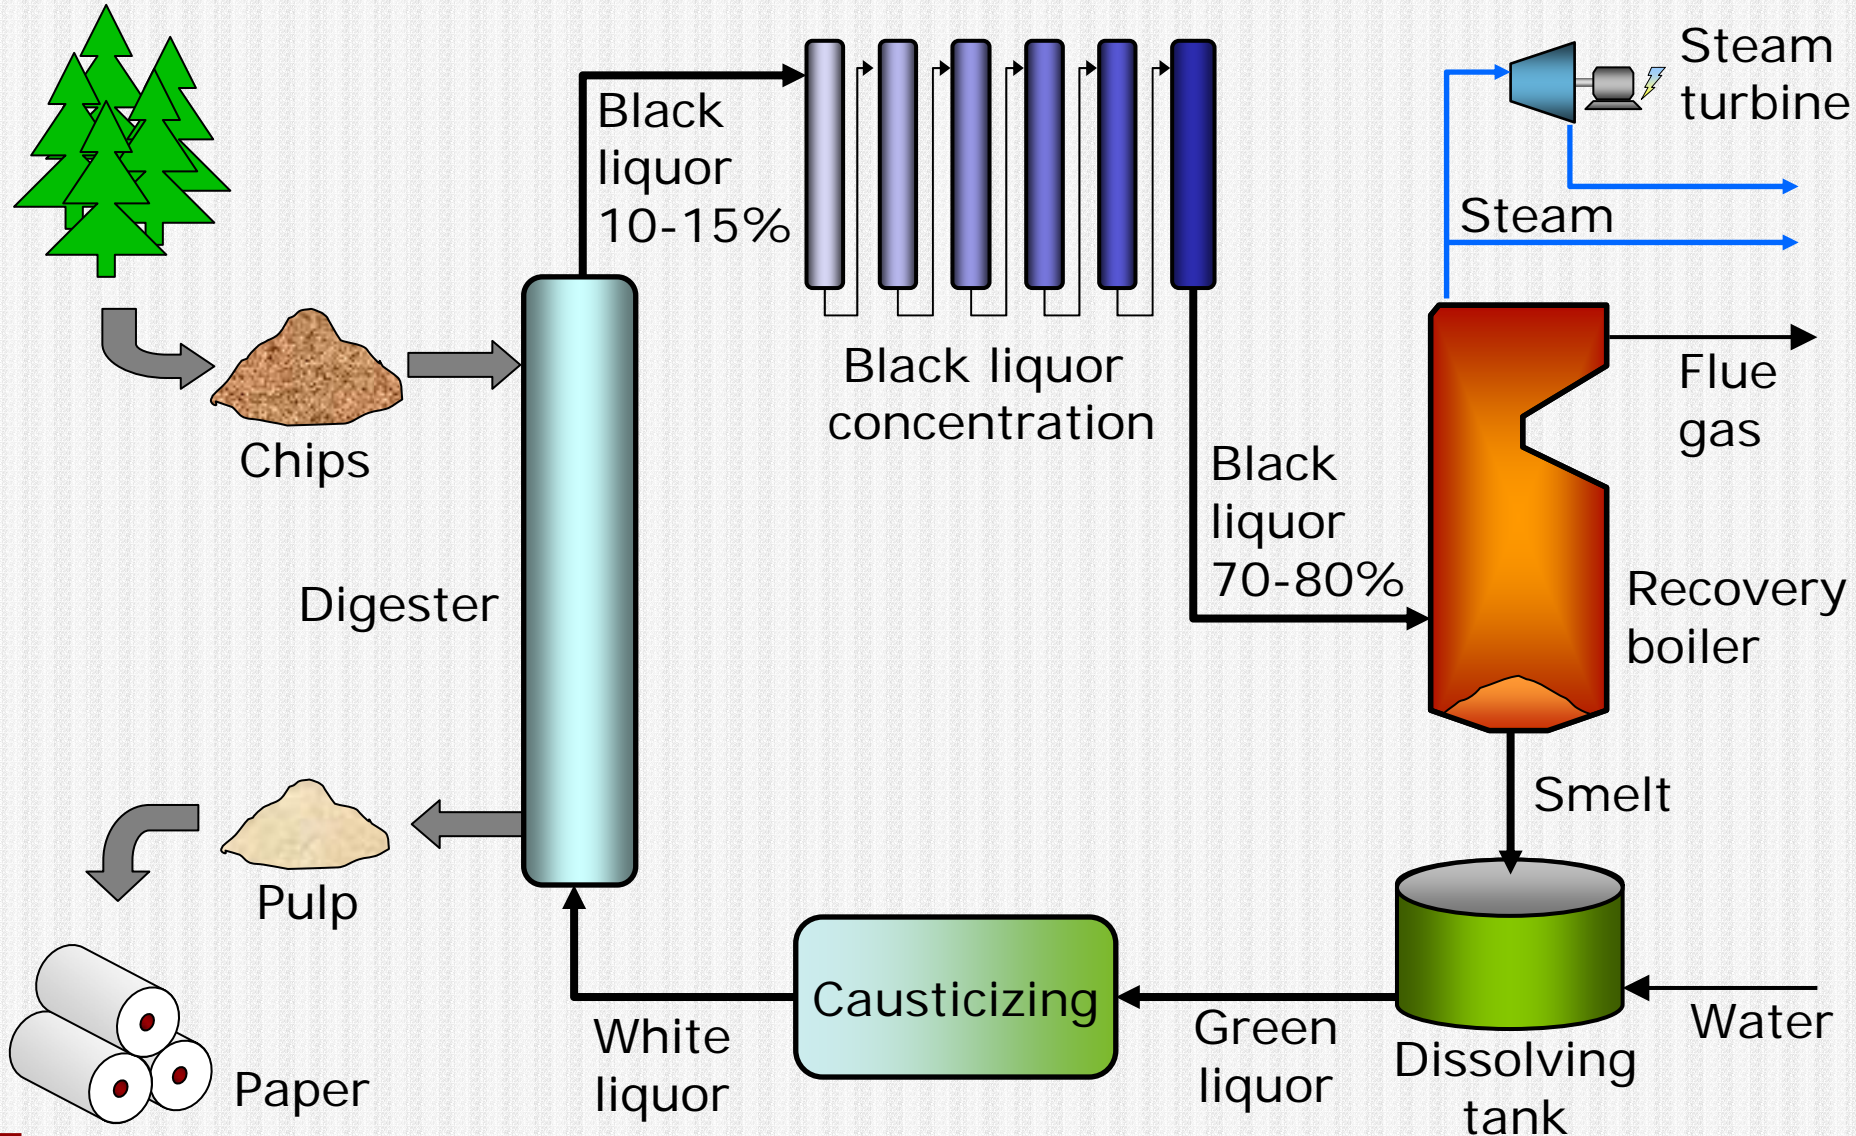 Steam
turbine
Black
liquor
10-15%
Steam
Black liquor
concentration
Flue
gas
Chips
Black
liquor
70-80%
Digester
Recovery
boiler
Smelt
Pulp
Causticizing
Water
White
liquor
Green
liquor
Dissolving
tank
Paper